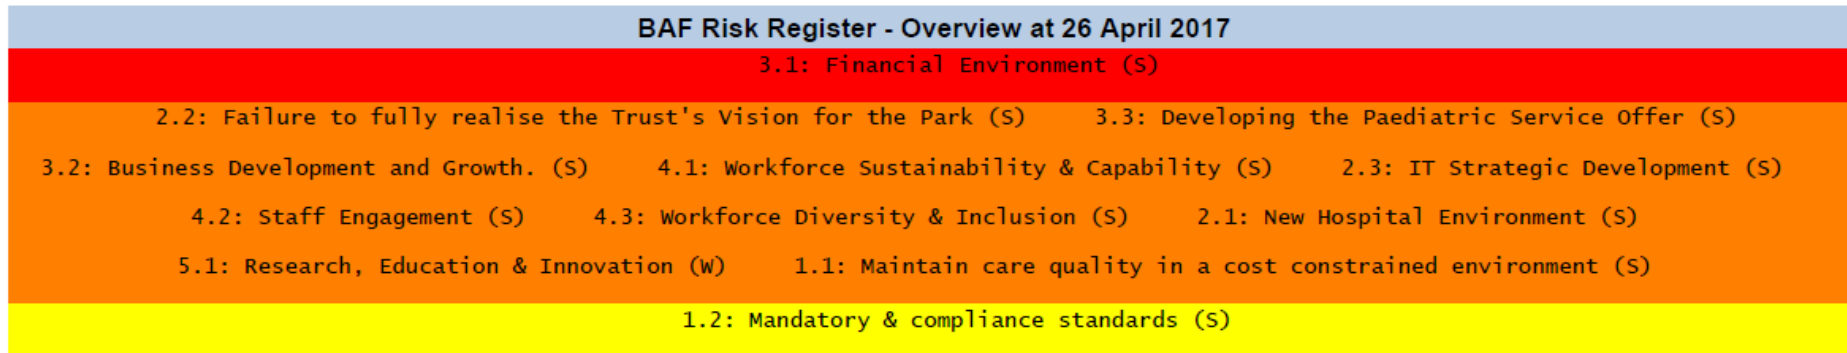 BAF Risk Register - Overview at 26 April 2017
3.1: Financial Environment (S)
2.2: Failure to fully realise the Trust's Vision for the Park (S) 3.3: Developing the Paediatric Service Offer (S)
3.2: Business Development and Growth. (S) 4.1: Workforce Sustainability & Capability (S) 2.3: IT Strategic Development (S)
4.2: Staff Engagement (S) 4.3: Workforce Diversity & Inclusion (S) 2.1: New Hospital Environment (S)
5.1: Research, Education & Innovation (W) 1.1: Maintain care quality in a cost constrained environment (S)
1.2: Mandatory & compliance standards (S)